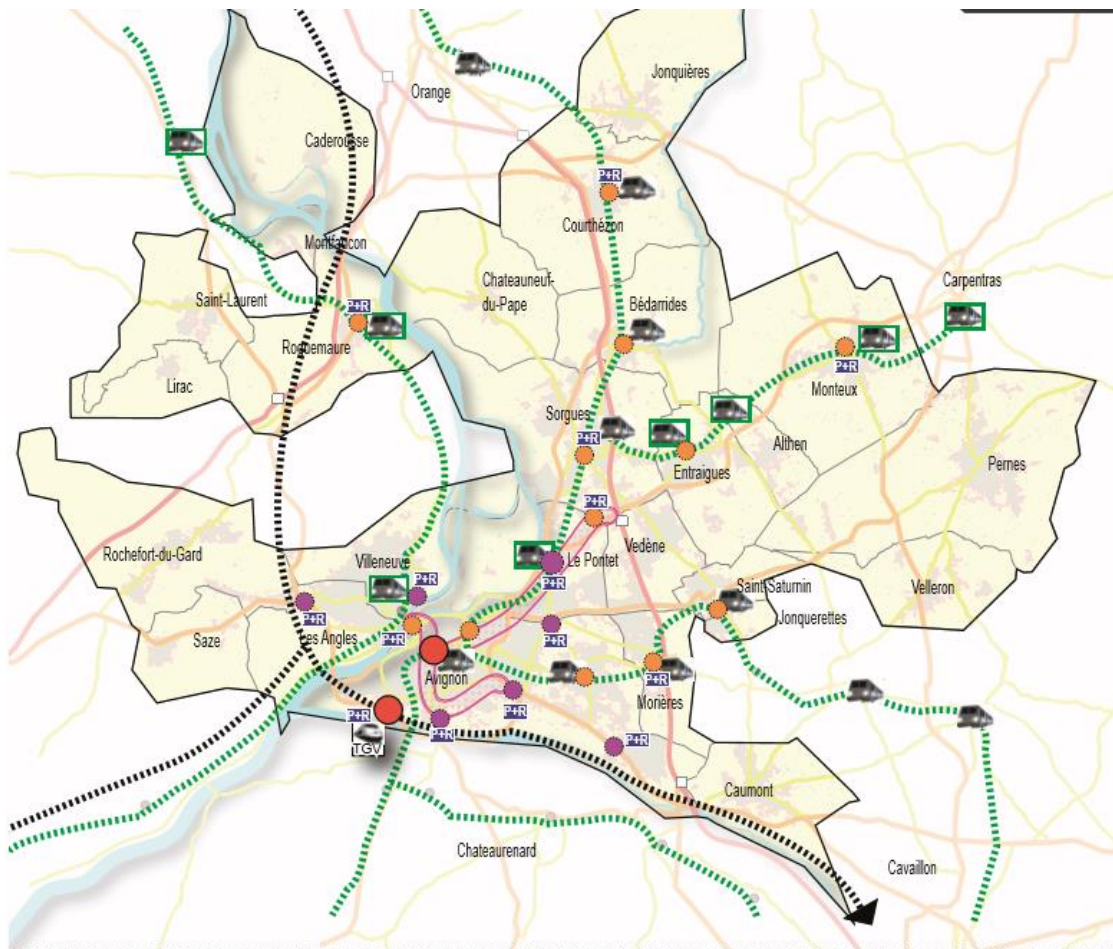 Jonquières
Orange
Caderousse
P+R
Courthézon
Montfaucon
Chateauneuf-
du-Pape
Bédarrides
Carpentras
Saint-Laurent
P+R
Roquemaure
Lirac
P+R
Monteux
Sorgues
P+R
Althen
Entraigues
Pernes
P+R
Rochefort-du-Gard
Villeneuve
Vedène
Le Pontet
P+R
P+R
Saint-Saturnin
Velleron
Jonquerettes
P+R
Saze
Les Angles
P+R
P+R
Avignon
P+R
Morières
P+R
P+R
P+R
P+R
TGV
Caumont
Chateaurenard
Cavaillon